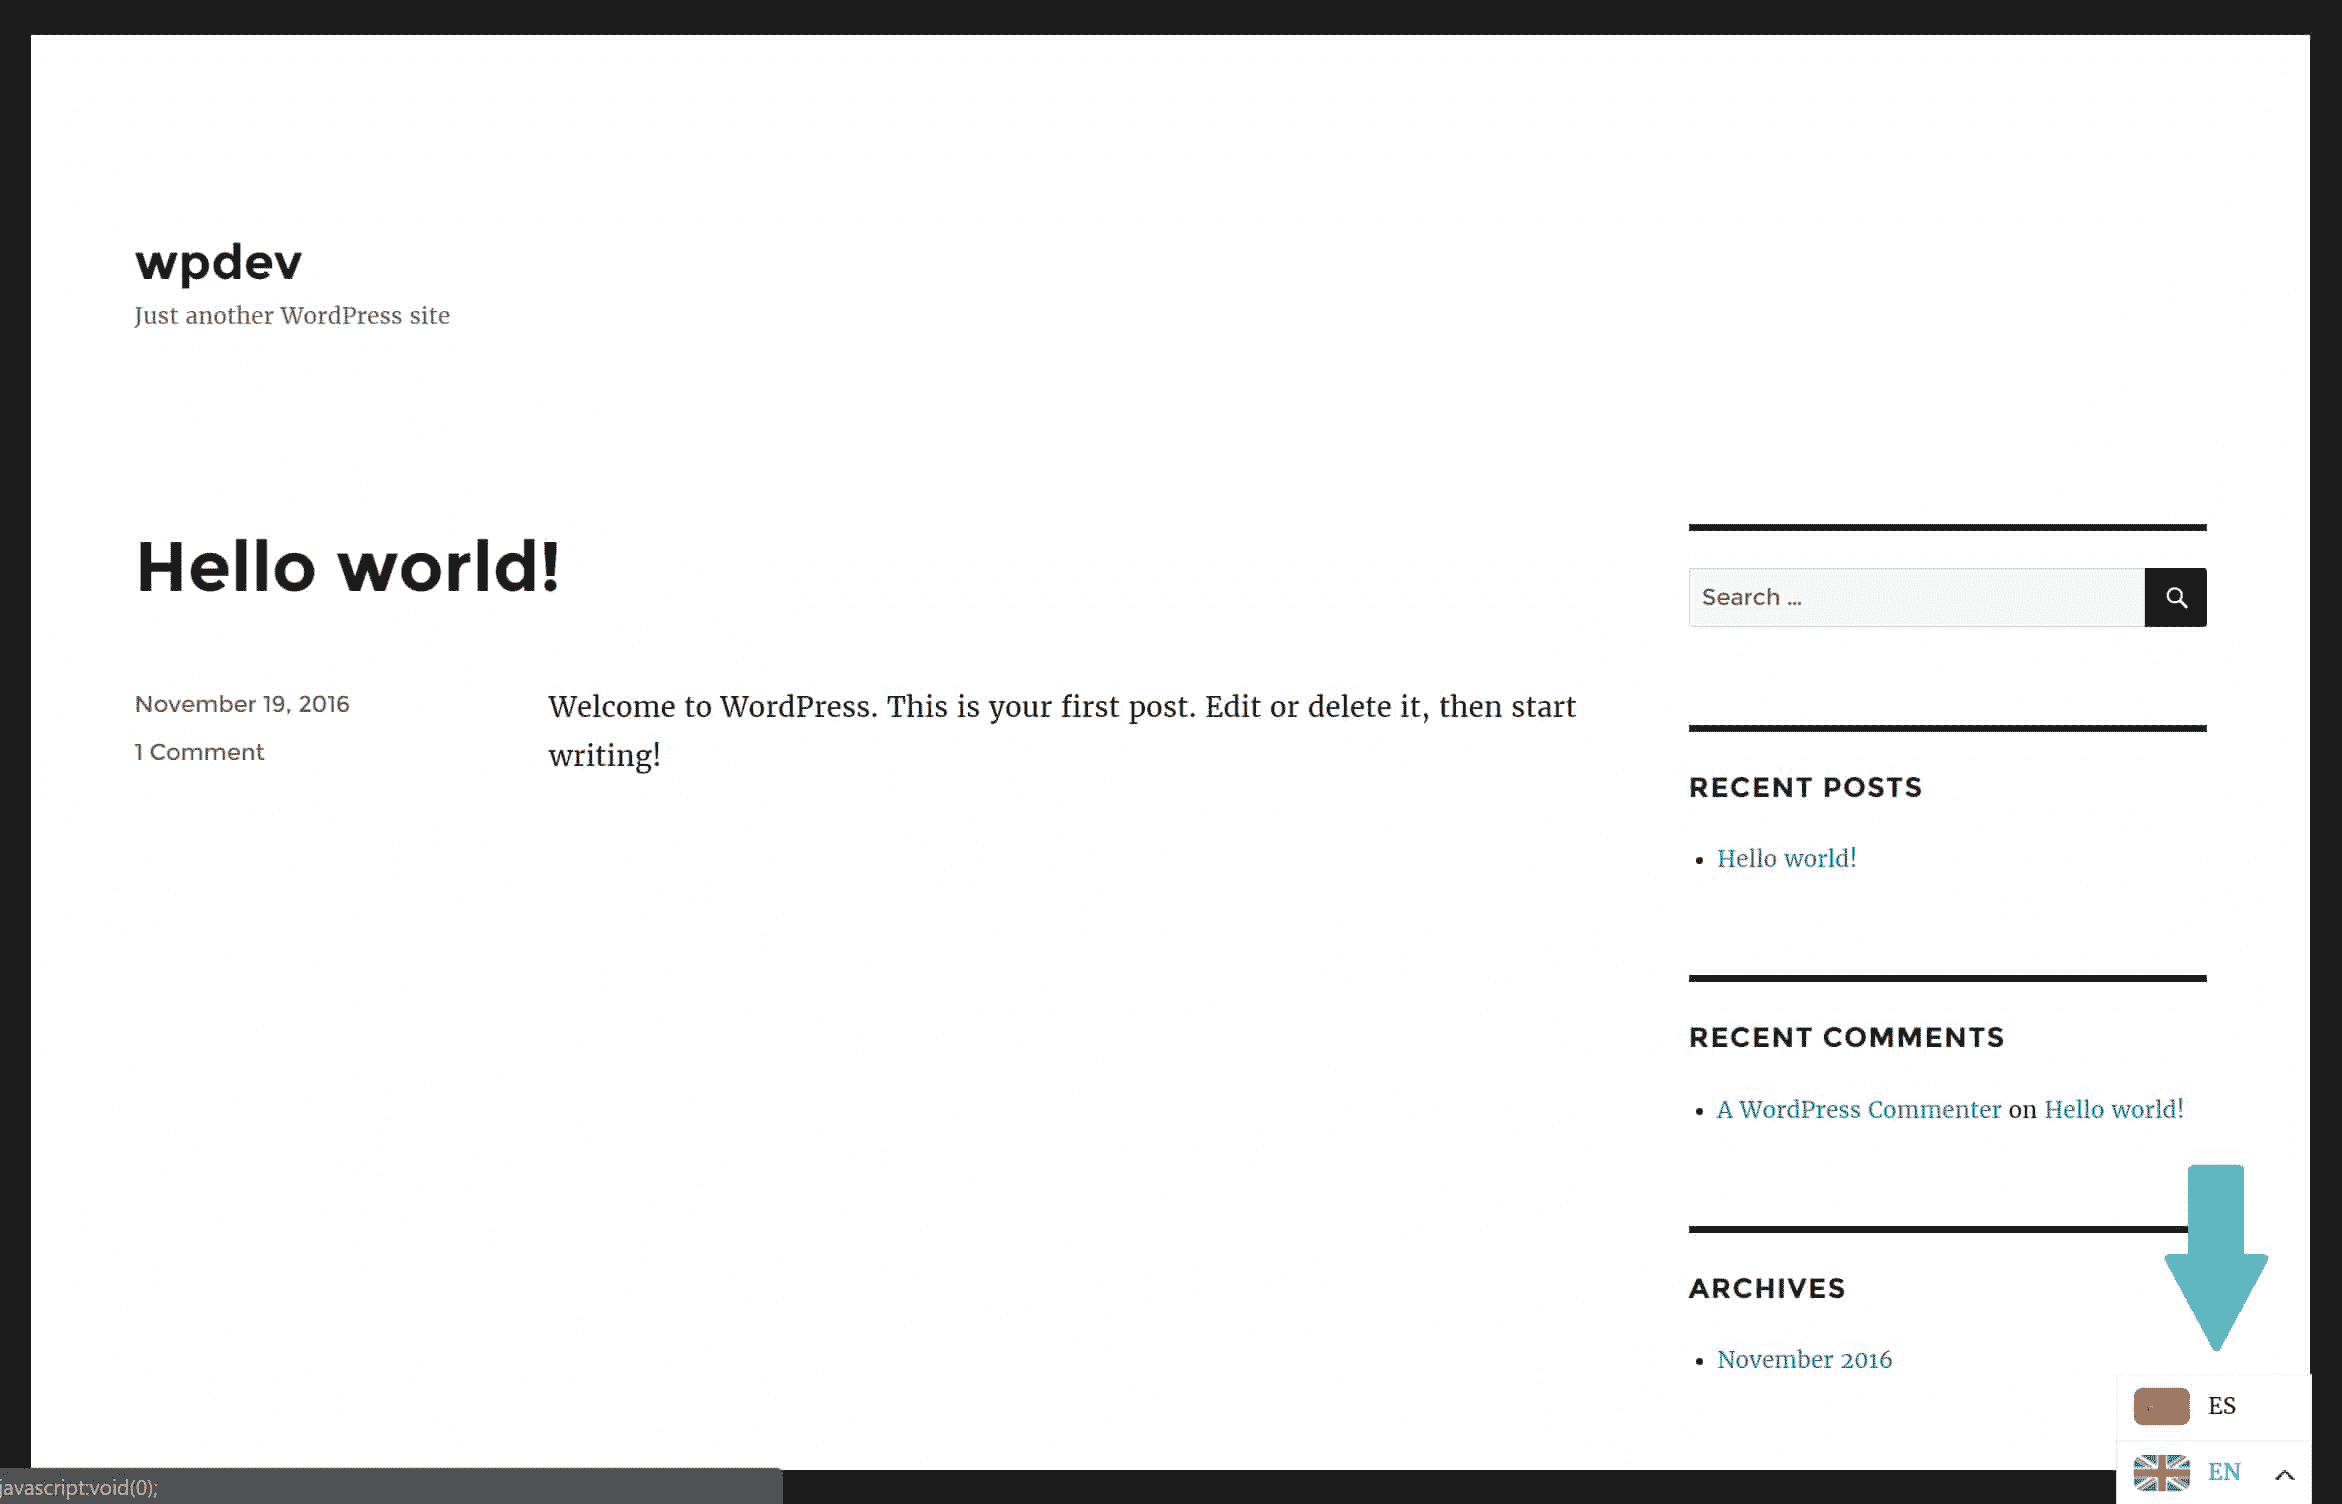 wpdev
Just another WordPress site
Hello world!
November 19, 2016
1 Comment
Welcome to WordPress. This is your first post. Edit or delete it, then start
writing!
Search ...
RECENT POSTS
Hello world!
RECENT COMMENTS
A WordPress Commenter on Hello world!
ARCHIVES
November 2016
ES
EN
javascript:void(0);